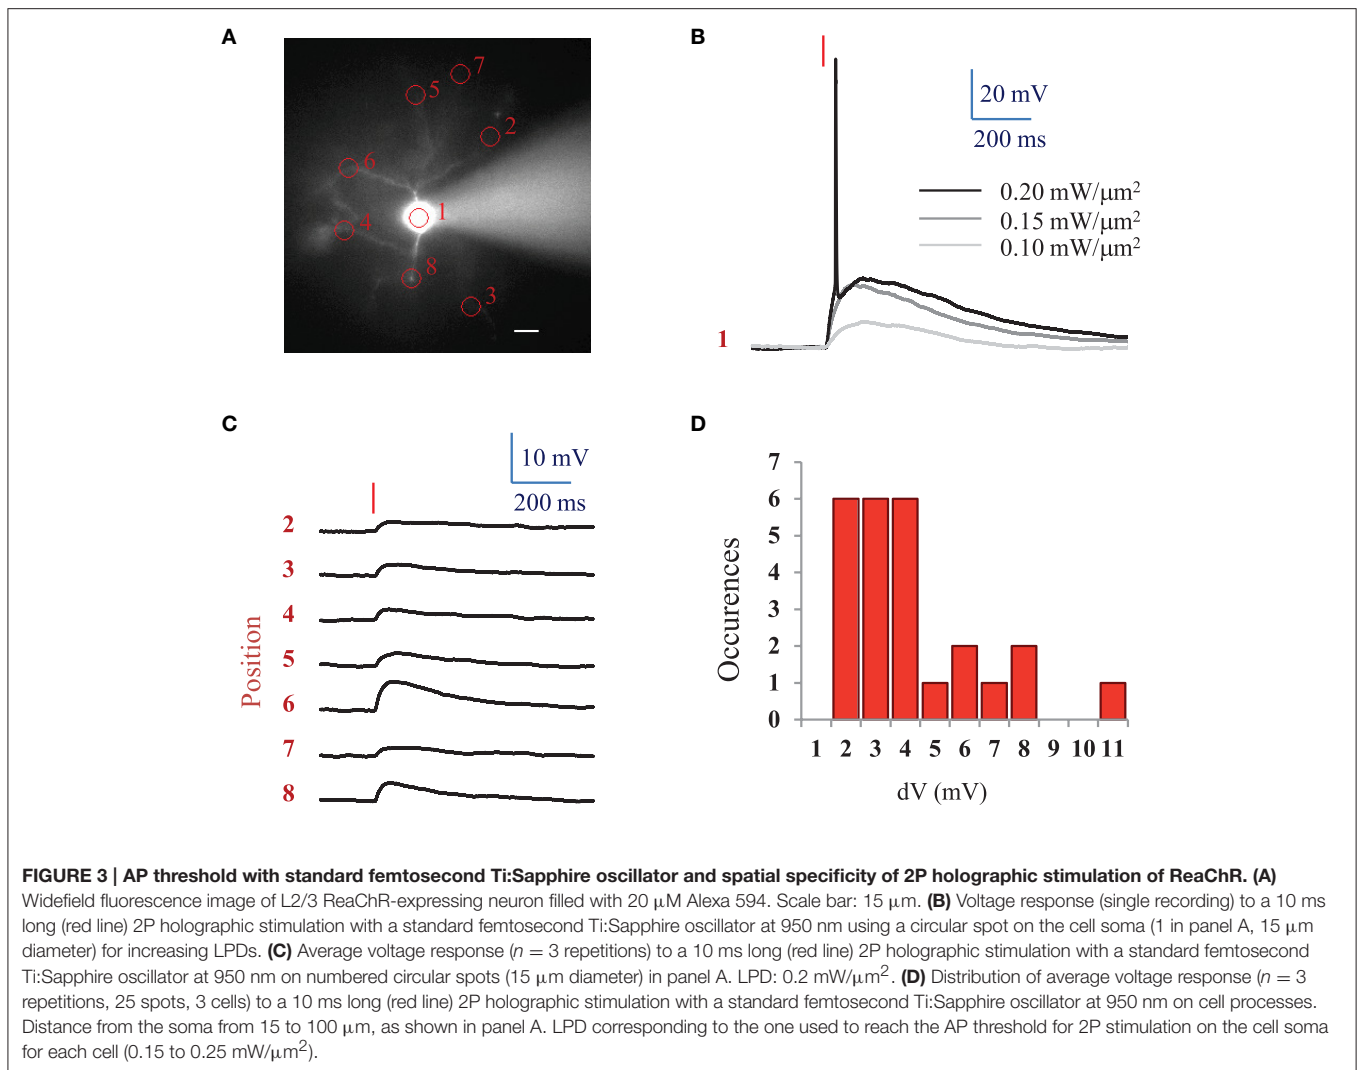 A
7
5
2
6
1
4
8
3
B
20 mV
200 ms
0.20 mW/μm²
0.15 mW/μm²
0.10 mW/μm²
1
C
10 mV
200 ms
Position
2
3
4
5
6
7
8
D
Occurences
7
6
5
4
3
2
1
0
1 2 3 4 5 6 7 8 9 10 11
dV (mV)
FIGURE 3 | AP threshold with standard femtosecond Ti:Sapphire oscillator and spatial specificity of 2P holographic stimulation of ReaChR. (A)
Widefield fluorescence image of L2/3 ReaChR-expressing neuron filled with 20 μM Alexa 594. Scale bar: 15 μm. (B) Voltage response (single recording) to a 10 ms
long (red line) 2P holographic stimulation with a standard femtosecond Ti:Sapphire oscillator at 950 nm using a circular spot on the cell soma (1 in panel A, 15 μm
diameter) for increasing LPDs. (C) Average voltage response (n = 3 repetitions) to a 10 ms long (red line) 2P holographic stimulation with a standard femtosecond
Ti:Sapphire oscillator at 950 nm on numbered circular spots (15 μm diameter) in panel A. LPD: 0.2 mW/μm². (D) Distribution of average voltage response (n = 3
repetitions, 25 spots, 3 cells) to a 10 ms long (red line) 2P holographic stimulation with a standard femtosecond Ti:Sapphire oscillator at 950 nm on cell processes.
Distance from the soma from 15 to 100 μm, as shown in panel A. LPD corresponding to the one used to reach the AP threshold for 2P stimulation on the cell soma
for each cell (0.15 to 0.25 mW/μm²).